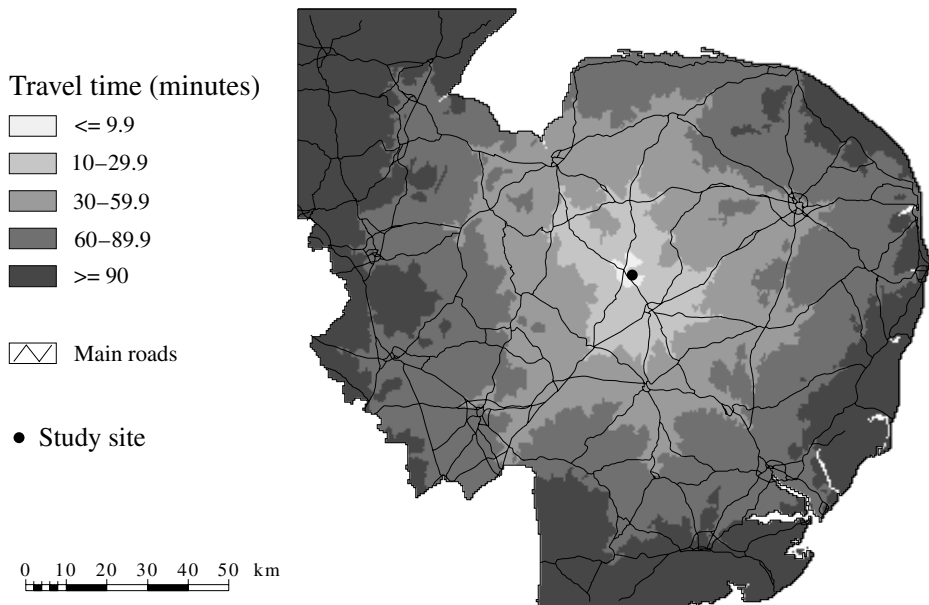 Travel time (minutes)
<= 9.9
10–29.9
30–59.9
60–89.9
>= 90
Main roads
Study site
0 10 20 30 40 50 km